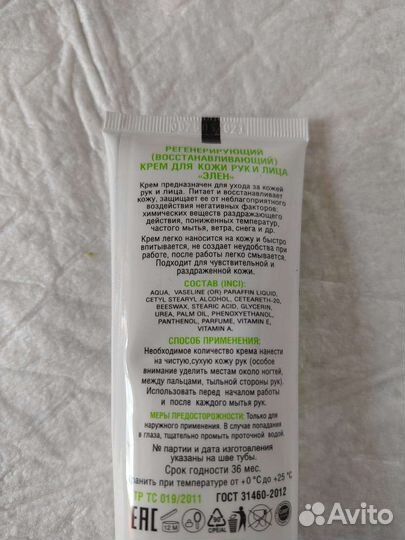 РЕГЕНЕРИРУЮЩИЙ
(ВОССТАНАВЛИВАЮЩИЙ)
КРЕМ ДЛЯ КОЖИ РУК И ЛИЦА
«ЭЛЕН»
Крем предназначен для ухода за кожей
рук и лица. Питает и восстанавливает
кожу, защищает ее от неблагоприятного
воздействия негативных факторов:
химических веществ раздражающего
действия, пониженных температур,
частого мытья, ветра, снега и др.
Крем легко наносится на кожу и быстро
впитывается, не создает неудобства при
работе, после работы легко смывается.
Подходит для чувствительной и
раздраженной кожи.
СОСТАВ (INCI):
AQUA, VASELINE (OR) PARAFFIN LIQUID,
CETYL STEARYL ALCOHOL, CETEARETH-20,
BEESWAX, STEARIC ACID, GLYCERIN,
UREA, PALM OIL, PHENOXYETHANOL,
PANTHENOL, PARFUME, VITAMIN E,
VITAMIN A.
СПОСОБ ПРИМЕНЕНИЯ:
Необходимое количество крема нанести
на чистую,сухую кожу рук (особое
внимание уделить местам около ногтей,
между пальцами, тыльной стороны рук).
Использовать перед началом работы
и после каждого мытья рук.
МЕРЫ ПРЕДОСТОРОЖНОСТИ: Только для
наружного применения. В случае попадания
в глаза, тщательно промыть проточной водой.
№ партии и дата изготовления
указаны на шве тубы.
Срок годности 36 мес.
ранить при температуре от +0 °C до +25 °C
ТР ТС 019/2011 ГОСТ 31460-2012
EAC 12 M
Avito